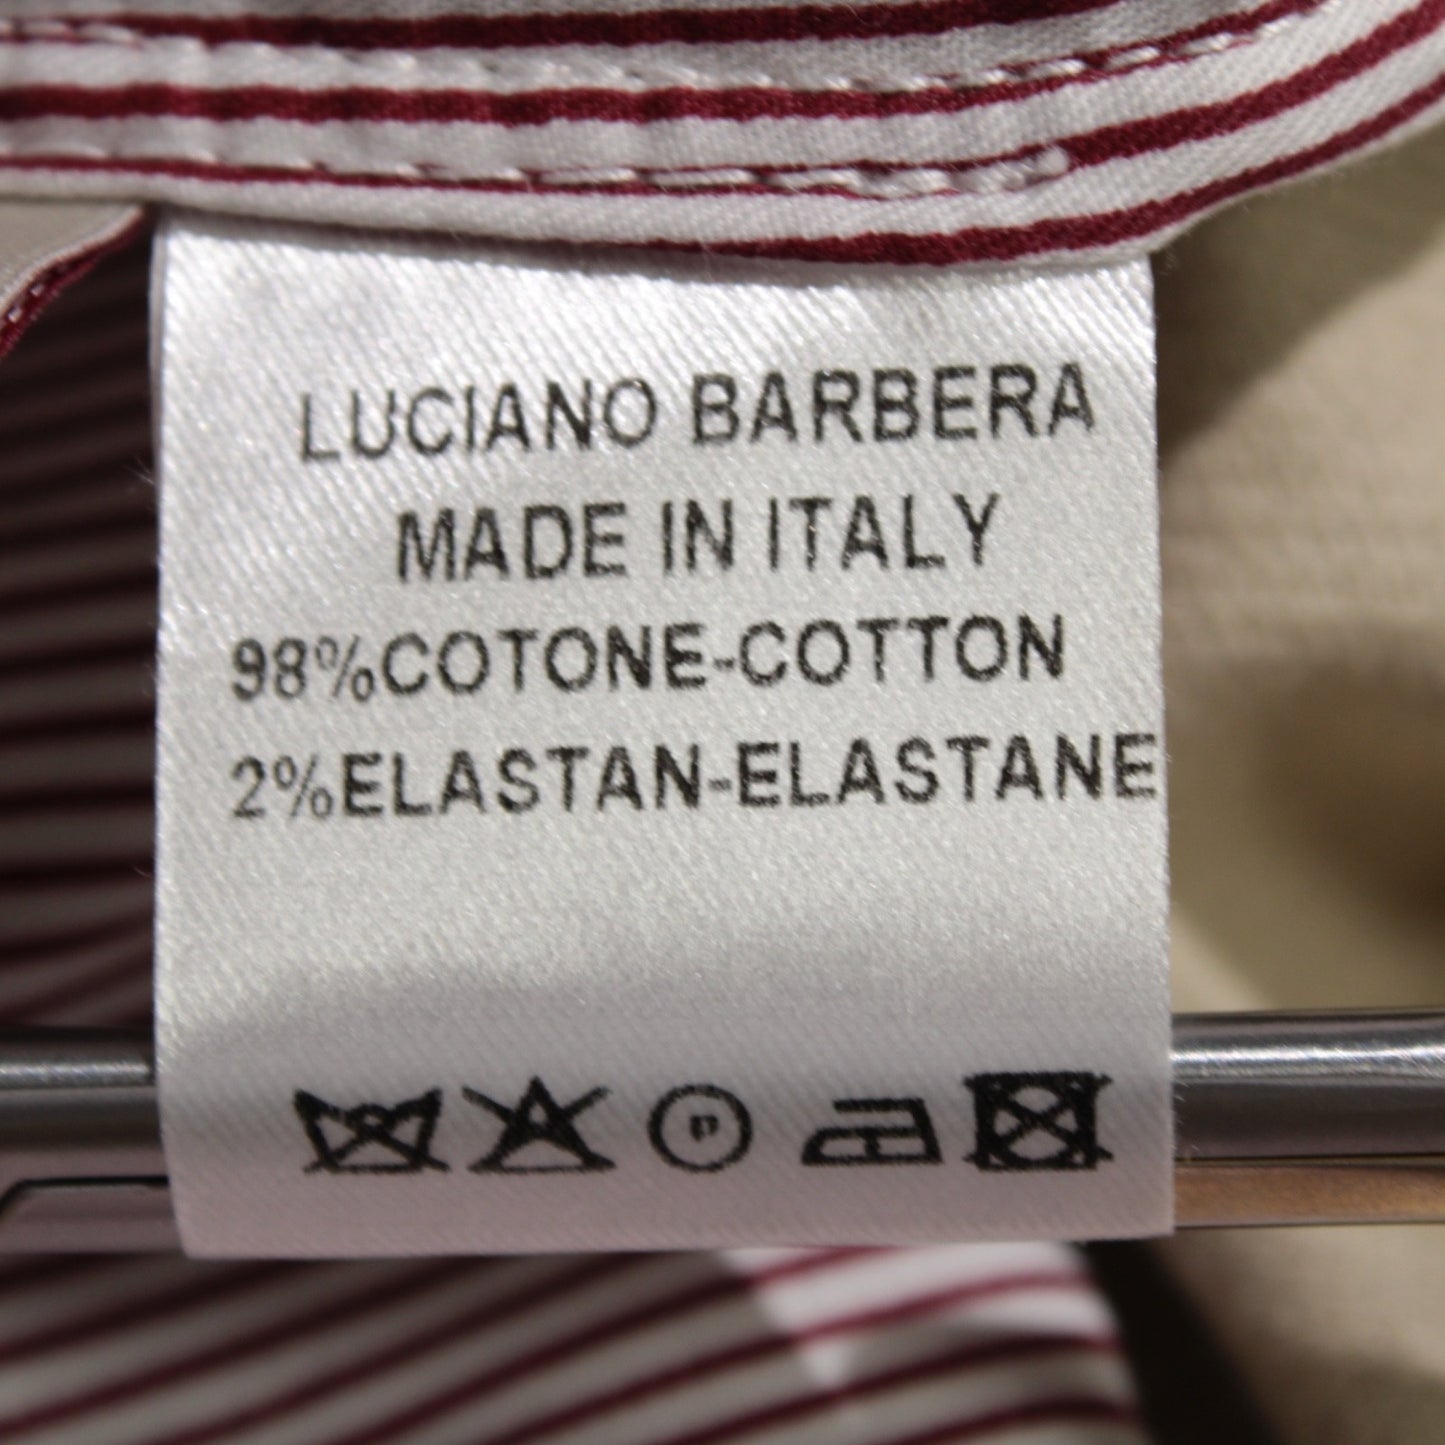 LUCIANO BARBERA
MADE IN ITALY
98%COTONE-COTTON
2%ELASTAN-ELASTANE
P